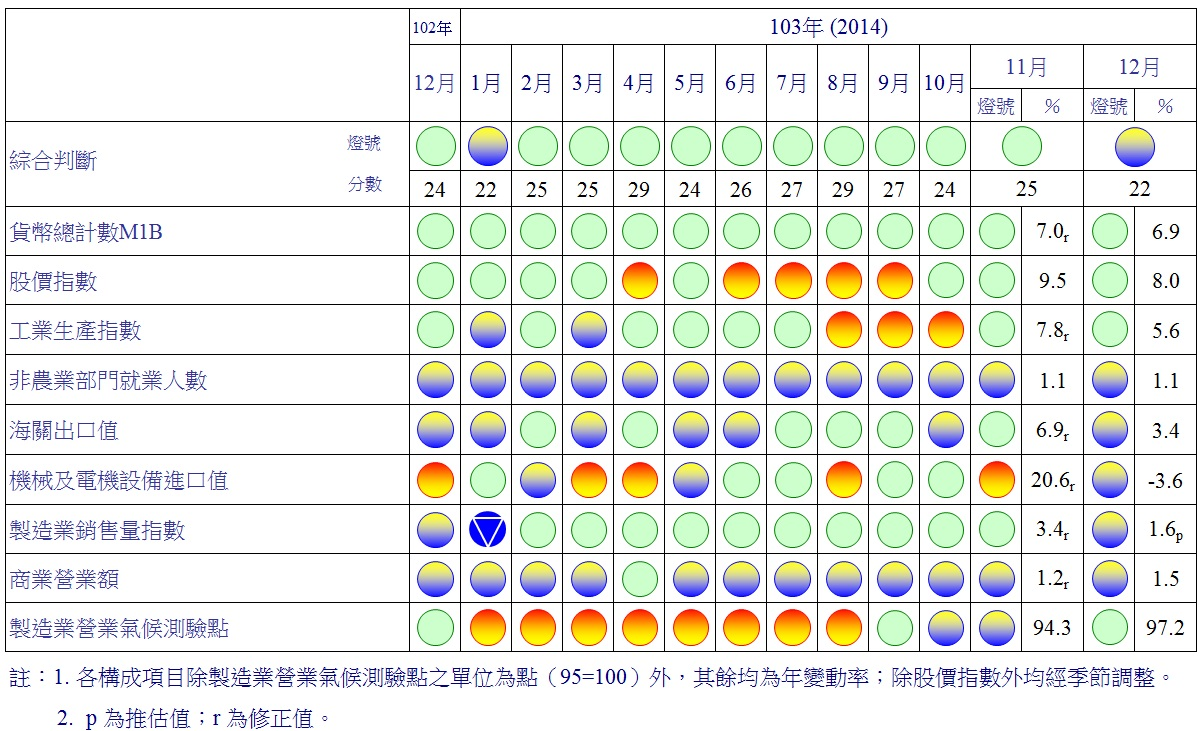 102年 103年 (2014)
12月 1月 2月 3月 4月 5月 6月 7月 8月 9月 10月 11月 12月
燈號 % 燈號 %
綜合判斷 燈號
分數 24 22 25 25 29 24 26 27 29 27 24 25 22
貨幣總計數M1B 7.0r 6.9
股價指數 9.5 8.0
工業生產指數 7.8r 5.6
非農業部門就業人數 1.1 1.1
海關出口值 6.9r 3.4
機械及電機設備進口值 20.6r -3.6
製造業銷售量指數 3.4r 1.6p
商業營業額 1.2r 1.5
製造業營業氣候測驗點 94.3 97.2
註：1. 各構成項目除製造業營業氣候測驗點之單位為點（95=100）外，其餘均為年變動率；除股價指數外均經季節調整。
2. p 為推估值；r 為修正值。